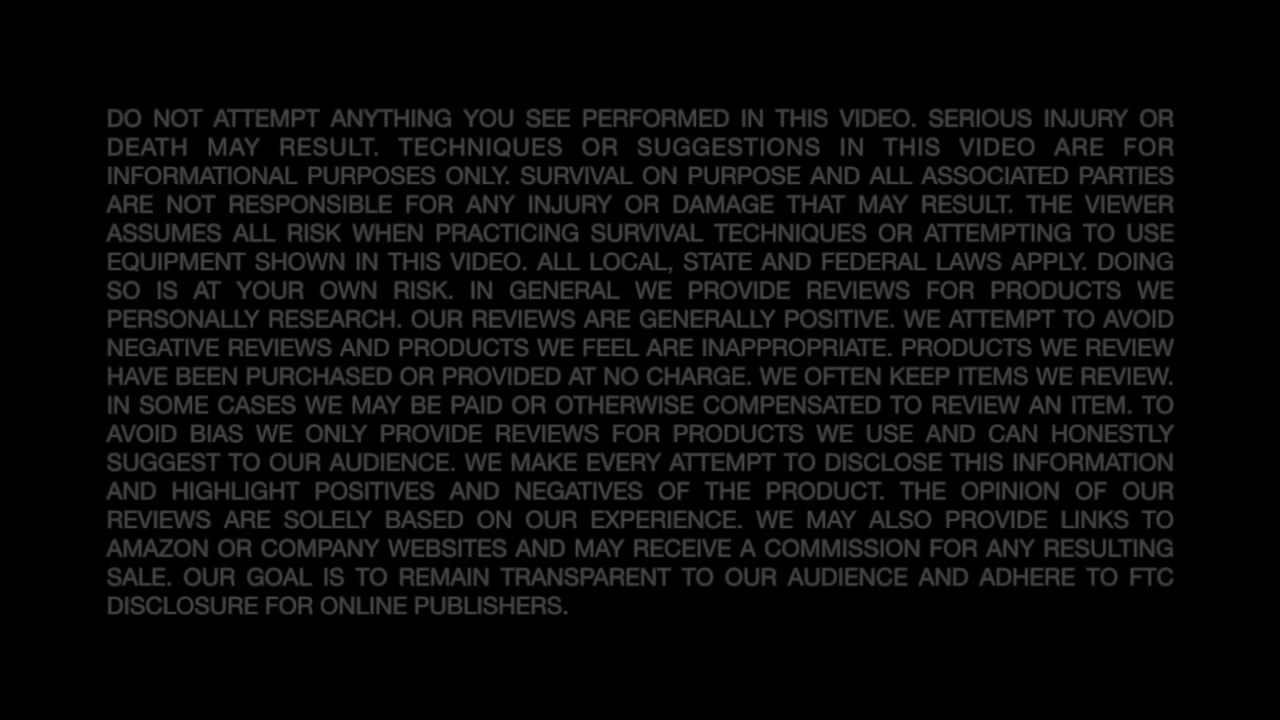 DO NOT ATTEMPT ANYTHING YOU SEE PERFORMED IN THIS VIDEO. SERIOUS INJURY OR
DEATH MAY RESULT. TECHNIQUES OR SUGGESTIONS IN THIS VIDEO ARE FOR
INFORMATIONAL PURPOSES ONLY. SURVIVAL ON PURPOSE AND ALL ASSOCIATED PARTIES
ARE NOT RESPONSIBLE FOR ANY INJURY OR DAMAGE THAT MAY RESULT. THE VIEWER
ASSUMES ALL RISK WHEN PRACTICING SURVIVAL TECHNIQUES OR ATTEMPTING TO USE
EQUIPMENT SHOWN IN THIS VIDEO. ALL LOCAL, STATE AND FEDERAL LAWS APPLY. DOING
SO IS AT YOUR OWN RISK. IN GENERAL WE PROVIDE REVIEWS FOR PRODUCTS WE
PERSONALLY RESEARCH. OUR REVIEWS ARE GENERALLY POSITIVE. WE ATTEMPT TO AVOID
NEGATIVE REVIEWS AND PRODUCTS WE FEEL ARE INAPPROPRIATE. PRODUCTS WE REVIEW
HAVE BEEN PURCHASED OR PROVIDED AT NO CHARGE. WE OFTEN KEEP ITEMS WE REVIEW.
IN SOME CASES WE MAY BE PAID OR OTHERWISE COMPENSATED TO REVIEW AN ITEM. TO
AVOID BIAS WE ONLY PROVIDE REVIEWS FOR PRODUCTS WE USE AND CAN HONESTLY
SUGGEST TO OUR AUDIENCE. WE MAKE EVERY ATTEMPT TO DISCLOSE THIS INFORMATION
AND HIGHLIGHT POSITIVES AND NEGATIVES OF THE PRODUCT. THE OPINION OF OUR
REVIEWS ARE SOLELY BASED ON OUR EXPERIENCE. WE MAY ALSO PROVIDE LINKS TO
AMAZON OR COMPANY WEBSITES AND MAY RECEIVE A COMMISSION FOR ANY RESULTING
SALE. OUR GOAL IS TO REMAIN TRANSPARENT TO OUR AUDIENCE AND ADHERE TO FTC
DISCLOSURE FOR ONLINE PUBLISHERS.